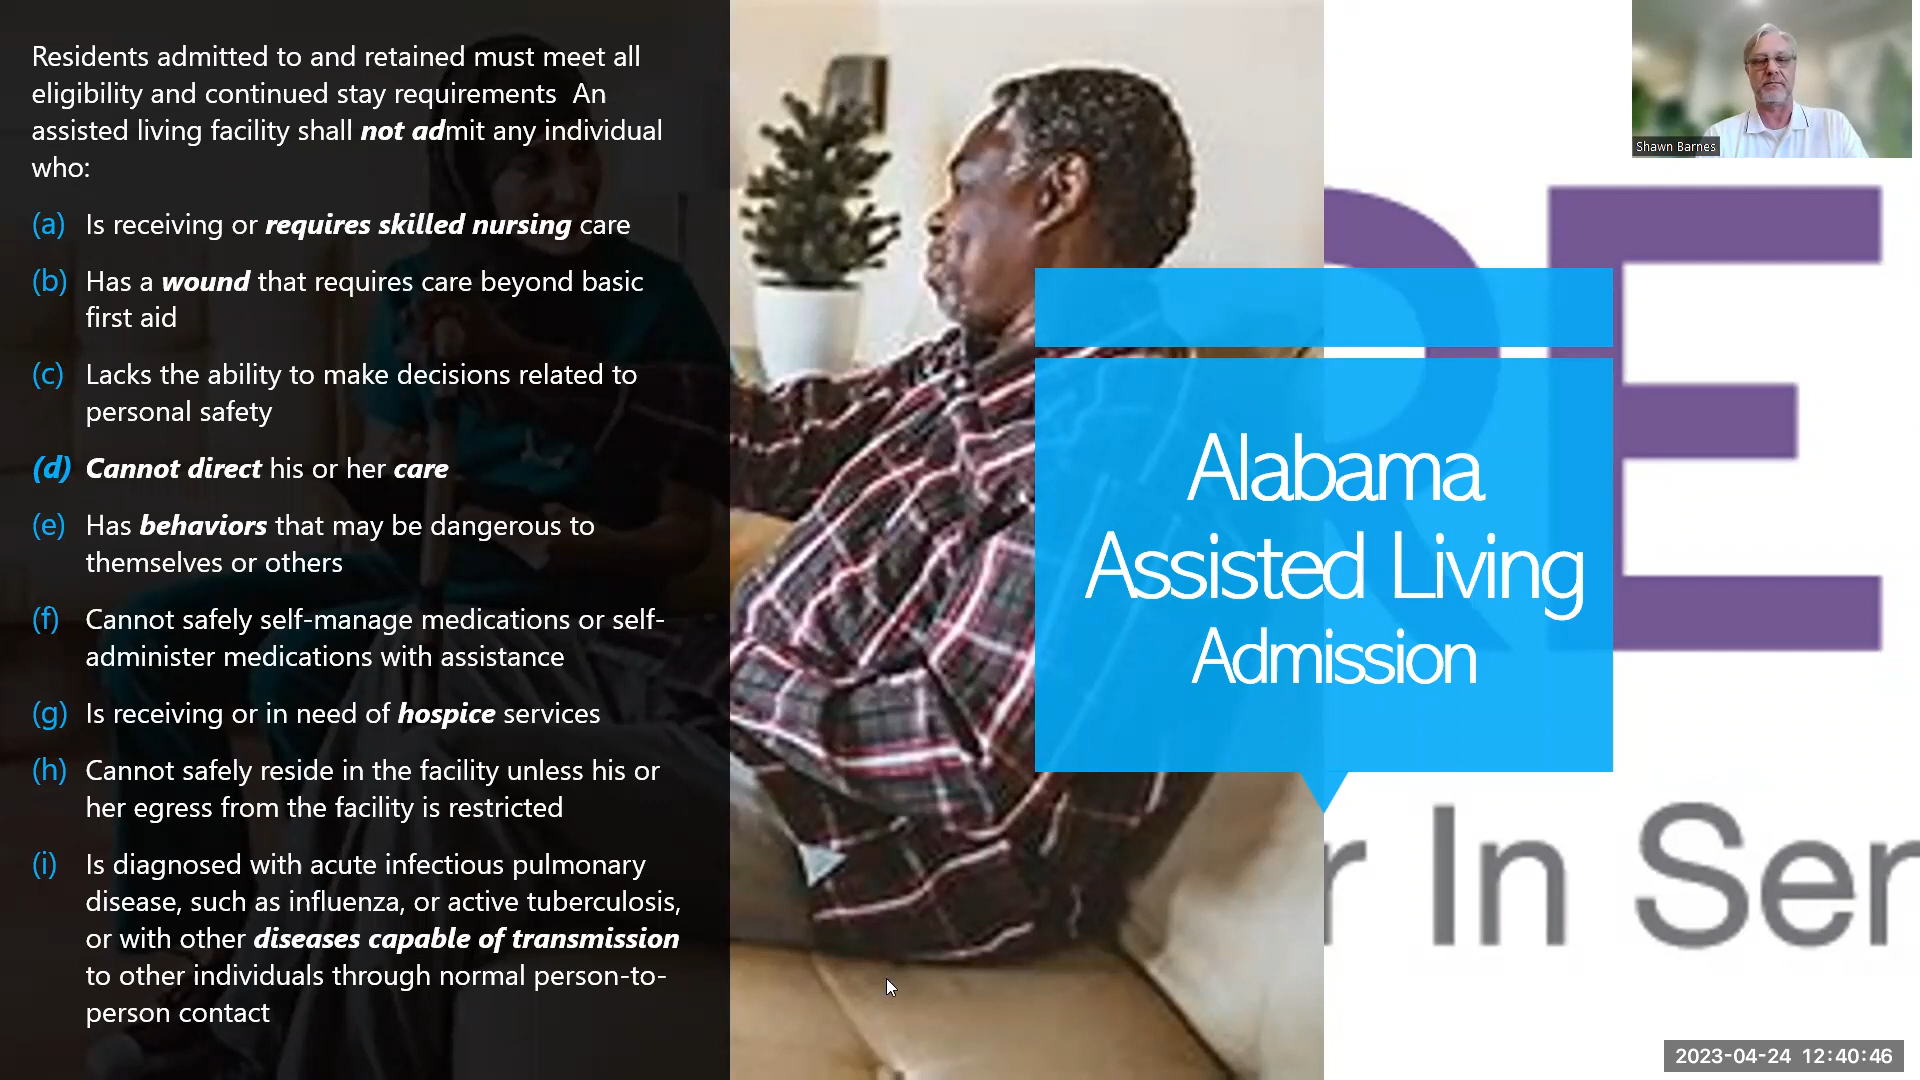 Residents admitted to and retained must meet all
eligibility and continued stay requirements  An
assisted living facility shall not admit any individual
who:
(a) Is receiving or requires skilled nursing care
(b) Has a wound that requires care beyond basic
first aid
(c) Lacks the ability to make decisions related to
personal safety
(d) Cannot direct his or her care
(e) Has behaviors that may be dangerous to
themselves or others
(f) Cannot safely self-manage medications or self-
administer medications with assistance
(g) Is receiving or in need of hospice services
(h) Cannot safely reside in the facility unless his or
her egress from the facility is restricted
(i) Is diagnosed with acute infectious pulmonary
disease, such as influenza, or active tuberculosis,
or with other diseases capable of transmission
to other individuals through normal person-to-
person contact
Alabama
Assisted Living
Admission
Shawn Barnes
RE
r In Ser
2023-04-24 12:40:46